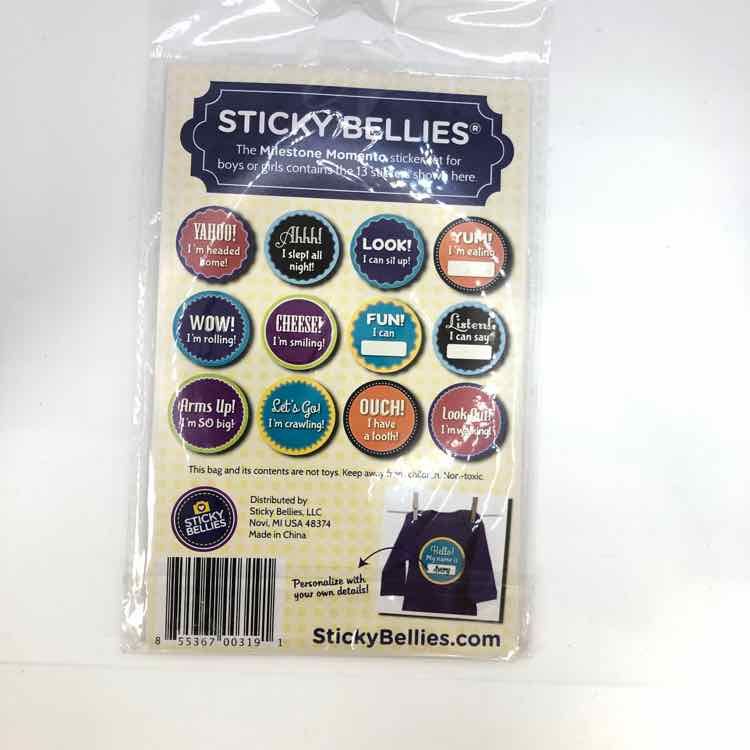 STICKY BELLIES®
The Milestone Momento sticker set for
boys or girls contains the 13 stickers shown here.
YAHOO!
I'm headed
home!
Ahhh!
I slept all
night!
LOOK!
I can sit up!
YUM!
I'm eating
WOW!
I'm rolling!
CHEESE!
I'm smiling!
FUN!
I can
Listen!
I can say
Arms Up!
I'm SO big!
Let's Go!
I'm crawling!
OUCH!
I have
a tooth!
Look Out!
I'm walking!
This bag and its contents are not toys. Keep away from children. Non-toxic.
STICKY
BELLIES
Distributed by
Sticky Bellies, LLC
Novi, MI USA 48374
Made in China
Hello!
My name is
Avery
Personalize with
your own details!
8 55367 00319 1
StickyBellies.com